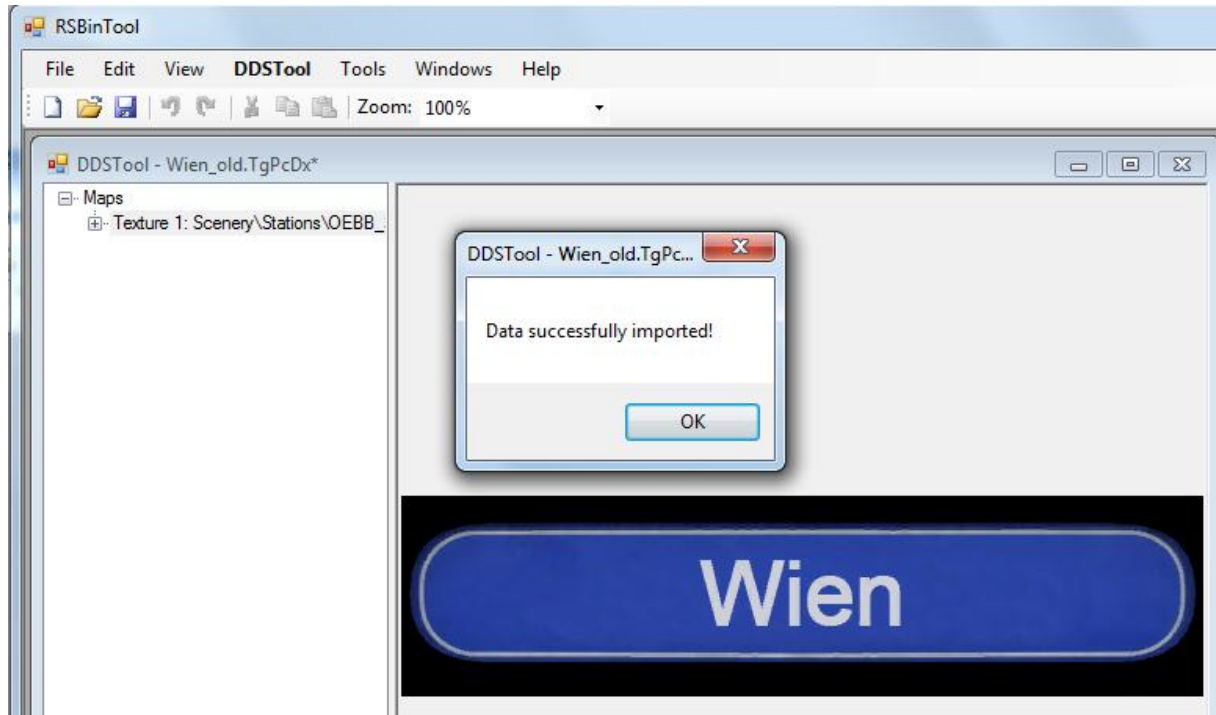 RSBinTool
File Edit View DDSTool Tools Windows Help
Zoom: 100%
DDSTool - Wien_old.TgPcDx*
Maps
Texture 1: Scenery\Stations\OEBB_
DDSTool - Wien_old.TgPc...
Data successfully imported!
OK
Wien